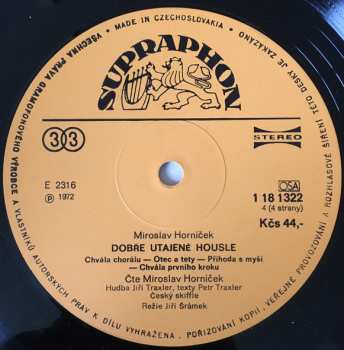 • MADE IN CZECHOSLOVAKIA •
VŠECHNA PRÁVA GRAMOFONOVÉHO VÝROBCE A VLASTNÍKŮ AUTORSKÝCH PRÁV K DÍLU VYHRAŽENA. POŘIZOVÁNÍ KOPIÍ, VEŘEJNÉ PROVOZOVÁNÍ A ROZHLASOVÉ ŠÍŘENÍ TÉTO DESKY JE ZAKÁZÁNO
SUPRAPHON
33
STEREO
E 2316
Ⓟ 1972
OSA
1 18 1322
4 (4 strany)
Kčs 44,-
Miroslav Horníček
DOBŘE UTAJENÉ HOUSLE
Chvála chorálu — Otec a tety — Příhoda s myší
— Chvála prvního kroku
Čte Miroslav Horníček
Hudba Jiří Traxler, texty Petr Traxler
Český skiffle
Režie Jiří Šrámek